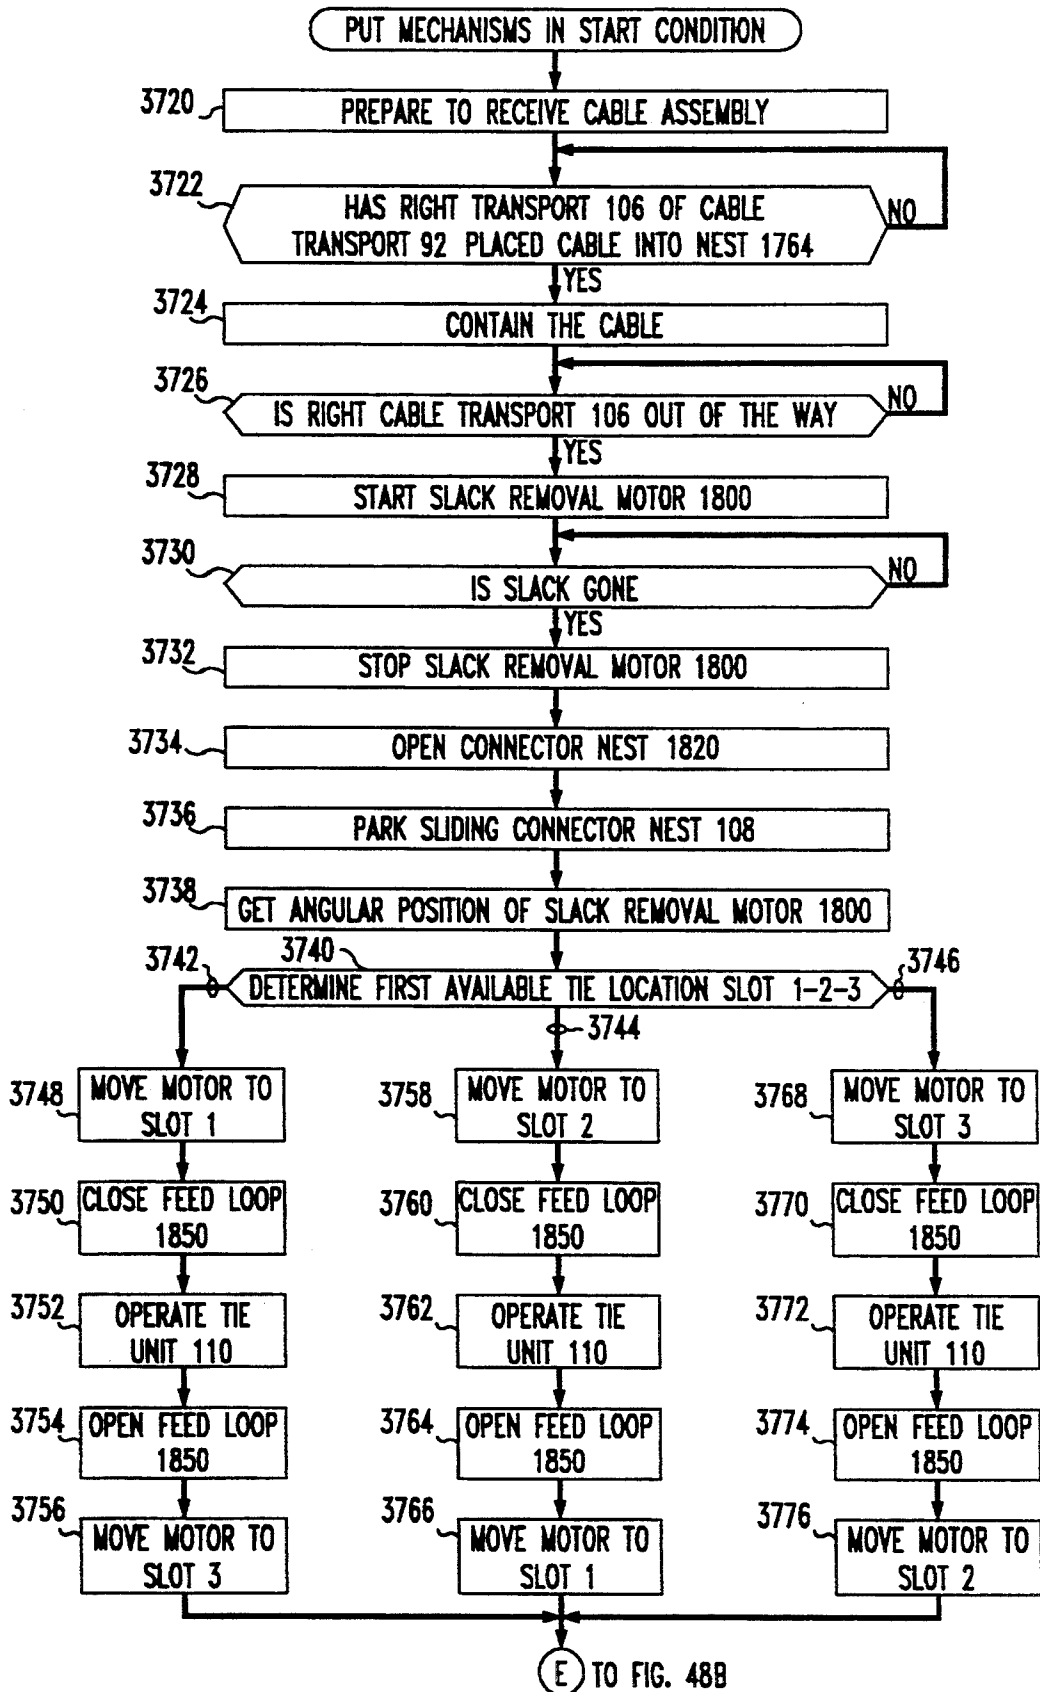 PUT MECHANISMS IN START CONDITION
3720
PREPARE TO RECEIVE CABLE ASSEMBLY
3722
HAS RIGHT TRANSPORT 106 OF CABLE
TRANSPORT 92 PLACED CABLE INTO NEST 1764
NO
YES
3724
CONTAIN THE CABLE
3726
IS RIGHT CABLE TRANSPORT 106 OUT OF THE WAY
NO
YES
3728
START SLACK REMOVAL MOTOR 1800
3730
IS SLACK GONE
NO
YES
3732
STOP SLACK REMOVAL MOTOR 1800
3734
OPEN CONNECTOR NEST 1820
3736
PARK SLIDING CONNECTOR NEST 108
3738
GET ANGULAR POSITION OF SLACK REMOVAL MOTOR 1800
3742
3740
3746
DETERMINE FIRST AVAILABLE TIE LOCATION SLOT 1-2-3
3744
3748
MOVE MOTOR TO
SLOT 1
3758
MOVE MOTOR TO
SLOT 2
3768
MOVE MOTOR TO
SLOT 3
3750
CLOSE FEED LOOP
1850
3760
CLOSE FEED LOOP
1850
3770
CLOSE FEED LOOP
1850
3752
OPERATE TIE
UNIT 110
3762
OPERATE TIE
UNIT 110
3772
OPERATE TIE
UNIT 110
3754
OPEN FEED LOOP
1850
3764
OPEN FEED LOOP
1850
3774
OPEN FEED LOOP
1850
3756
MOVE MOTOR TO
SLOT 3
3766
MOVE MOTOR TO
SLOT 1
3776
MOVE MOTOR TO
SLOT 2
E TO FIG. 48B